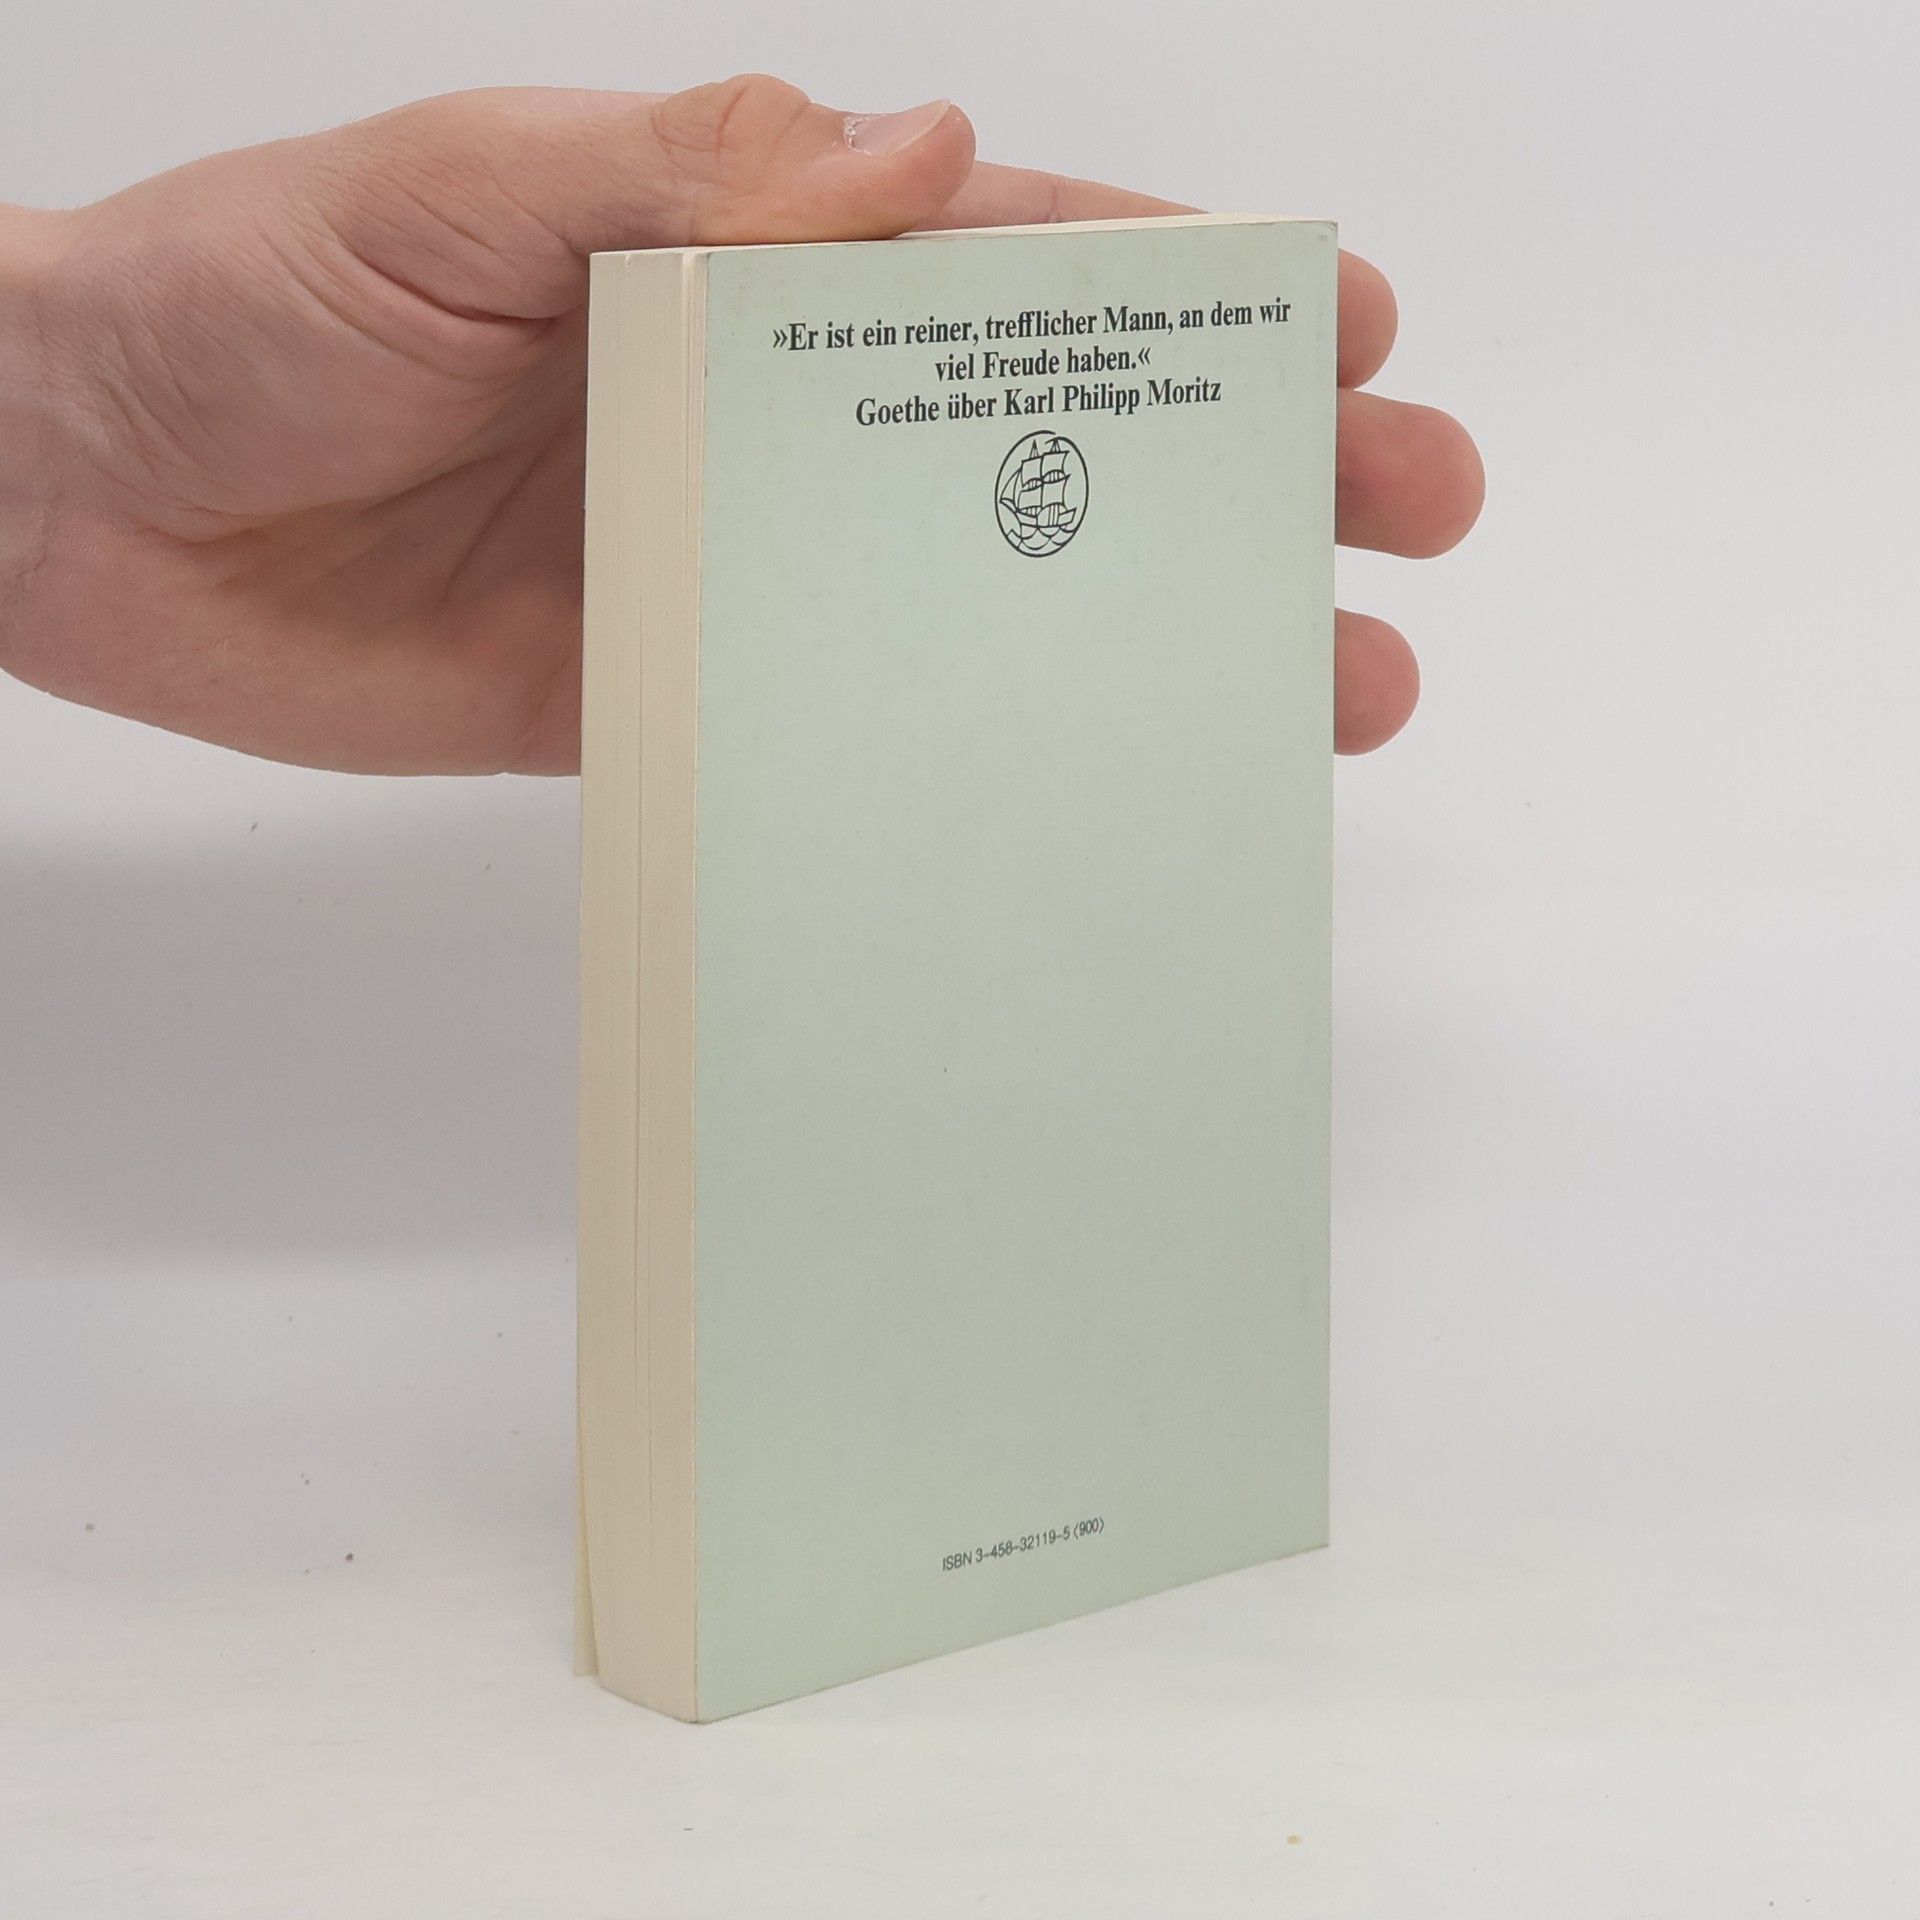 »Er ist ein reiner, trefflicher Mann, an dem wir
viel Freude haben.«
Goethe über Karl Philipp Moritz
ISBN 3-458-32119-5 ⟨900⟩